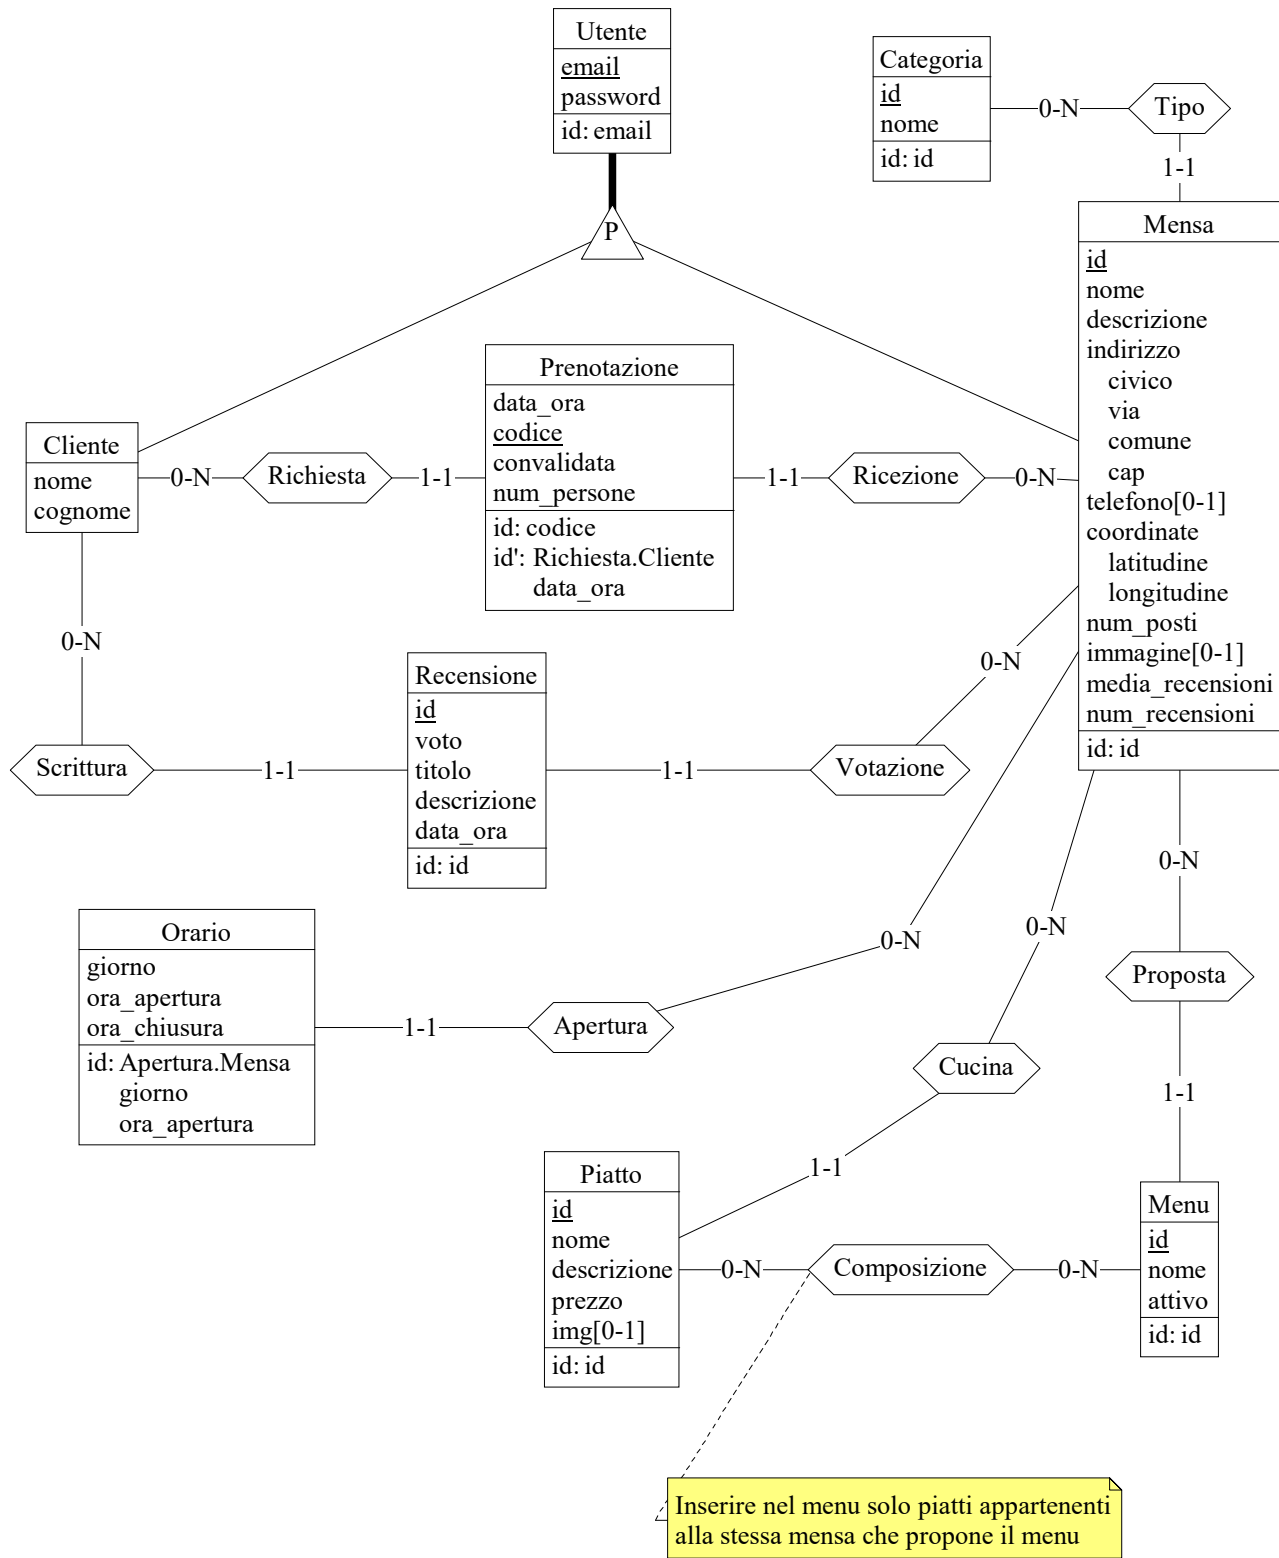 Utente
email
password
id: email
Categoria
id
nome
id: id
0-N
Tipo
1-1
P
Mensa
id
nome
descrizione
indirizzo
civico
via
comune
cap
telefono[0-1]
coordinate
latitudine
longitudine
num_posti
immagine[0-1]
media_recensioni
num_recensioni
id: id
Cliente
nome
cognome
0-N
Richiesta
1-1
Prenotazione
data_ora
codice
convalidata
num_persone
id: codice
id': Richiesta.Cliente
data_ora
1-1
Ricezione
0-N
0-N
Scrittura
1-1
Recensione
id
voto
titolo
descrizione
data_ora
id: id
1-1
Votazione
0-N
Orario
giorno
ora_apertura
ora_chiusura
id: Apertura.Mensa
giorno
ora_apertura
1-1
Apertura
0-N
0-N
Cucina
1-1
0-N
Proposta
1-1
Piatto
id
nome
descrizione
prezzo
img[0-1]
id: id
0-N
Composizione
0-N
Menu
id
nome
attivo
id: id
Inserire nel menu solo piatti appartenenti
alla stessa mensa che propone il menu